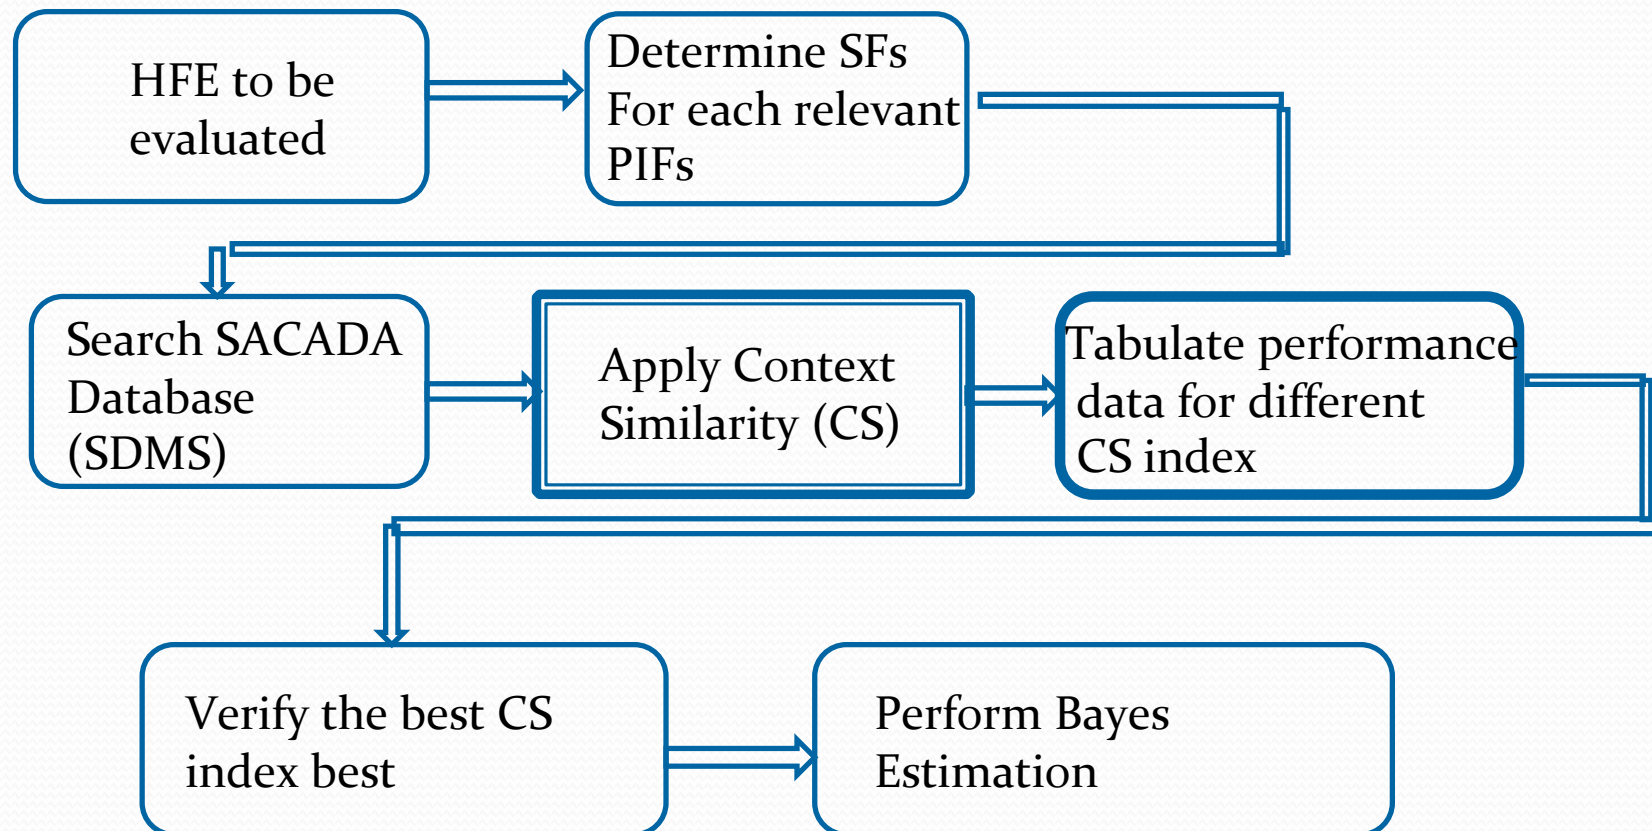 HFE to be
evaluated
Determine SFs
For each relevant
PIFs
Search SACADA
Database
(SDMS)
Apply Context
Similarity (CS)
Tabulate performance
data for different
CS index
Verify the best CS
index best
Perform Bayes
Estimation